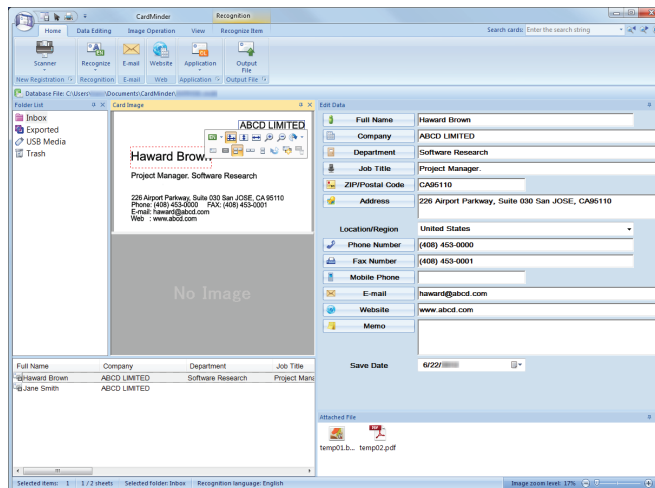 CardMinder
Recognition
Home
Data Editing
Image Operation
View
Recognize Item
Search cards:
Enter the search string
Scanner
Recognize
E-mail
Website
Application
Output File
New Registration
Recognition
E-mail
Web
Application
Output File
Database File: C:\Users\
\Documents\CardMinder\
Folder List
Card Image
Edit Data
Inbox
Exported
USB Media
Trash
ABCD LIMITED
Haward Brown
Project Manager. Software Research
226 Airport Parkway, Suite 030 San JOSE, CA 95110
Phone: (408) 453-0000 FAX: (408) 453-0001
E-mail: haward@abcd.com
Web : www.abcd.com
No Image
Full Name
Haward Brown
Company
ABCD LIMITED
Department
Software Research
Job Title
Project Manager.
ZIP/Postal Code
CA95110
Address
226 Airport Parkway, Suite 030 San JOSE, CA95110
Location/Region
United States
Phone Number
(408) 453-0000
Fax Number
(408) 453-0001
Mobile Phone
E-mail
haward@abcd.com
Website
www.abcd.com
Memo
Save Date
6/22/
Full Name Company Department Job Title
Haward Brown ABCD LIMITED Software Research Project Mana
Jane Smith ABCD LIMITED
Attached File
temp01.b... temp02.pdf
Selected items: 1
1 / 2 sheets
Selected folder: Inbox
Recognition language: English
Image zoom level: 17%